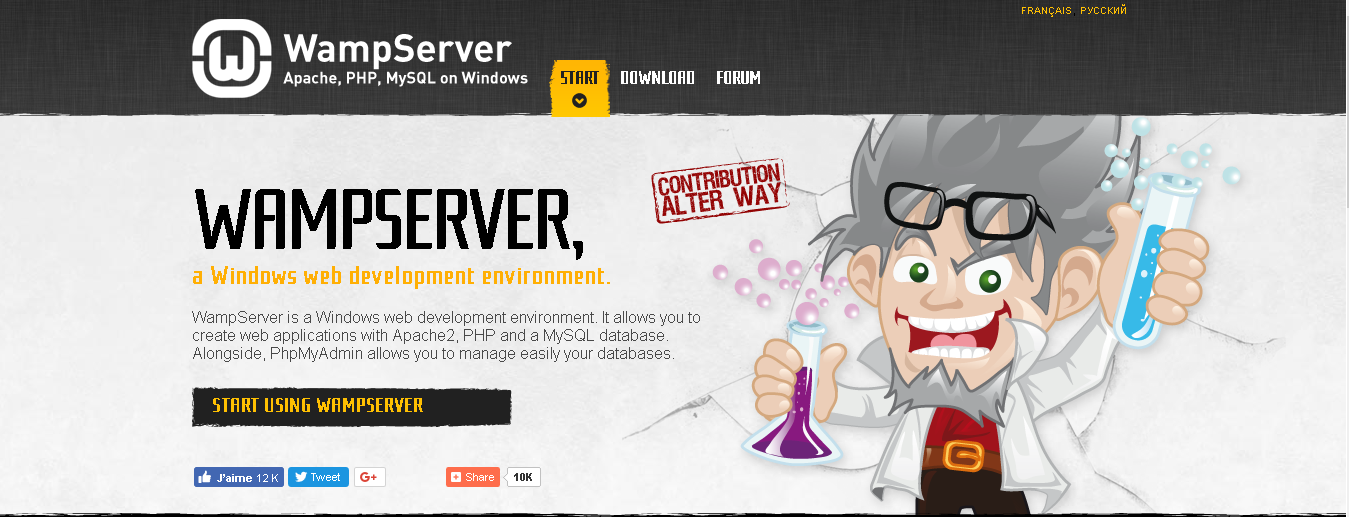 FRANÇAIS РУССКИЙ
WampServer
Apache, PHP, MySQL on Windows
START DOWNLOAD FORUM
CONTRIBUTION
ALTER WAY
WAMPSERVER,
a Windows web development environment.
WampServer is a Windows web development environment. It allows you to
create web applications with Apache2, PHP and a MySQL database.
Alongside, PhpMyAdmin allows you to manage easily your databases.
START USING WAMPSERVER
J'aime 12 K Tweet G+ Share 10K